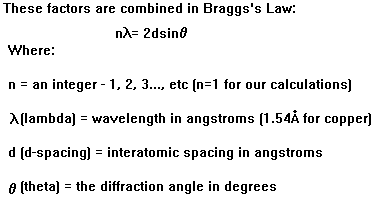 These factors are combined in Braggs's Law:
nλ= 2dsinθ
Where:
n = an integer - 1, 2, 3..., etc (n=1 for our calculations)
λ(lambda) = wavelength in angstroms (1.54Å for copper)
d (d-spacing) = interatomic spacing in angstroms
θ (theta) = the diffraction angle in degrees